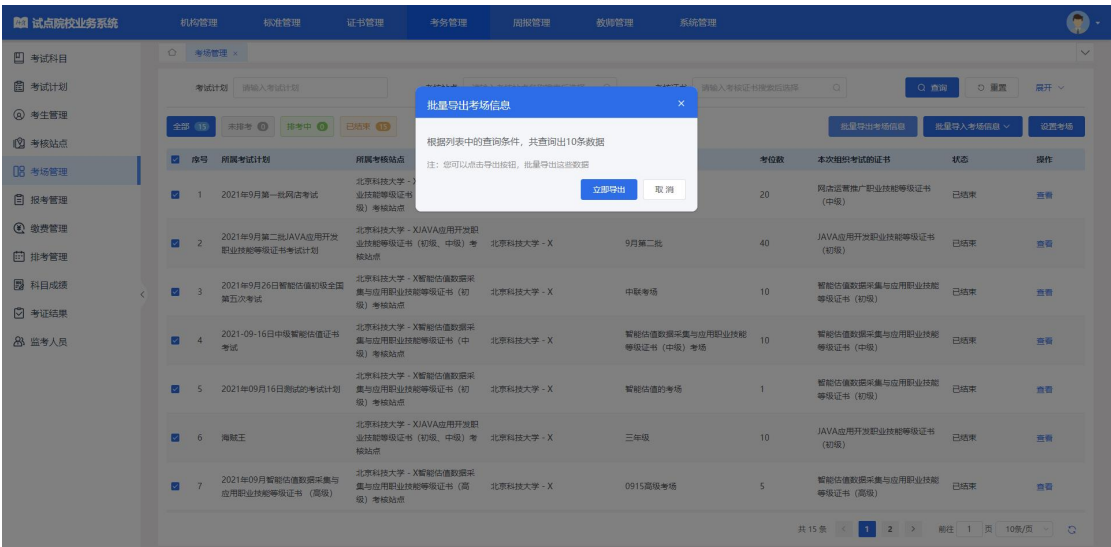 试点院校业务系统 机构管理 标准管理 证书管理 考务管理 周报管理 教师管理 系统管理
考试科目
考试计划
考生管理
考核站点
考场管理
报考管理
缴费管理
排考管理
科目成绩
考证结果
监考人员
考场管理 ×
考试计划 请输入考试计划 请输入考核证书搜索后选择 查询 重置 展开
全部 15 未排考 0 排考中 0 已结束 15 批量导出考场信息 批量导入考场信息 设置考场
批量导出考场信息 ×
根据列表中的查询条件，共查询出10条数据
注：您可以点击导出按钮，批量导出这些数据
立即导出 取消
序号 所属考试计划 所属考核站点 考位数 本次组织考试的证书 状态 操作
1 2021年9月第一批网店考试 20 网店运营推广职业技能等级证书（中级） 已结束 查看
北京科技大学 -
业技能等级证书
级）考核站点
2 2021年9月第二批JAVA应用开发职业技能等级证书考试计划 北京科技大学 - XJAVA应用开发职业技能等级证书（初级、中级）考核站点 北京科技大学 - X 9月第二批 40 JAVA应用开发职业技能等级证书（初级） 已结束 查看
3 2021年9月26日智能估值初级全国第五次考试 北京科技大学 - X智能估值数据采集与应用职业技能等级证书（初级）考核站点 北京科技大学 - X 中联考场 10 智能估值数据采集与应用职业技能等级证书（初级） 已结束 查看
4 2021-09-16日中级智能估值证书考试 北京科技大学 - X智能估值数据采集与应用职业技能等级证书（中级）考核站点 北京科技大学 - X 智能估值数据采集与应用职业技能等级证书（中级）考场 10 智能估值数据采集与应用职业技能等级证书（中级） 已结束 查看
5 2021年09月16日测试的考试计划 北京科技大学 - X智能估值数据采集与应用职业技能等级证书（初级）考核站点 北京科技大学 - X 智能估值的考场 1 智能估值数据采集与应用职业技能等级证书（初级） 已结束 查看
6 海贼王 北京科技大学 - XJAVA应用开发职业技能等级证书（初级、中级）考核站点 北京科技大学 - X 三年级 10 JAVA应用开发职业技能等级证书（初级） 已结束 查看
7 2021年09月智能估值数据采集与应用职业技能等级证书 （高级） 北京科技大学 - X智能估值数据采集与应用职业技能等级证书（高级）考核站点 北京科技大学 - X 0915高级考场 5 智能估值数据采集与应用职业技能等级证书（高级） 已结束 查看
共 15 条 < 1 2 > 前往 1 页 10条/页